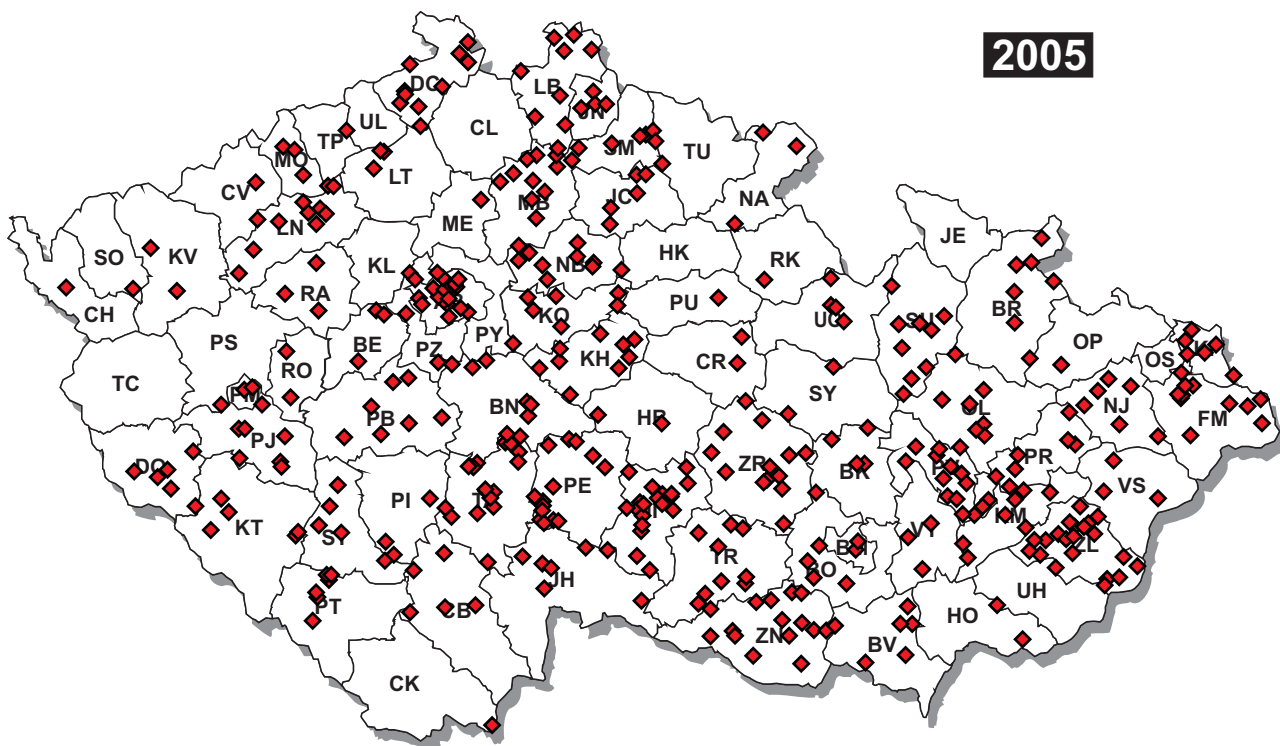 2005
DC
LB
JN
UL
TP
CL
MO
SM
TU
LT
CV
JC
MB
NA
LN
ME
JE
SO
KV
KL
NB
HK
RK
RA
CH
PU
UO
BR
KO
SU
PS
BE
PZ
PY
KH
CR
OP
OS
TC
RO
PM
SY
BN
PB
HB
OL
NJ
FM
PJ
DO
ZR
PR
PE
BK
VS
PI
KT
KM
VY
ZL
SY
YR
BO
JH
UH
PT
CB
HO
ZN
BV
CK